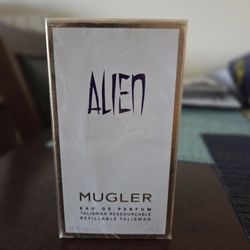 ALIEN
MUGLER
EAU DE PARFUM
TALISMAN RESSOURÇABLE
REFILLABLE TALISMAN